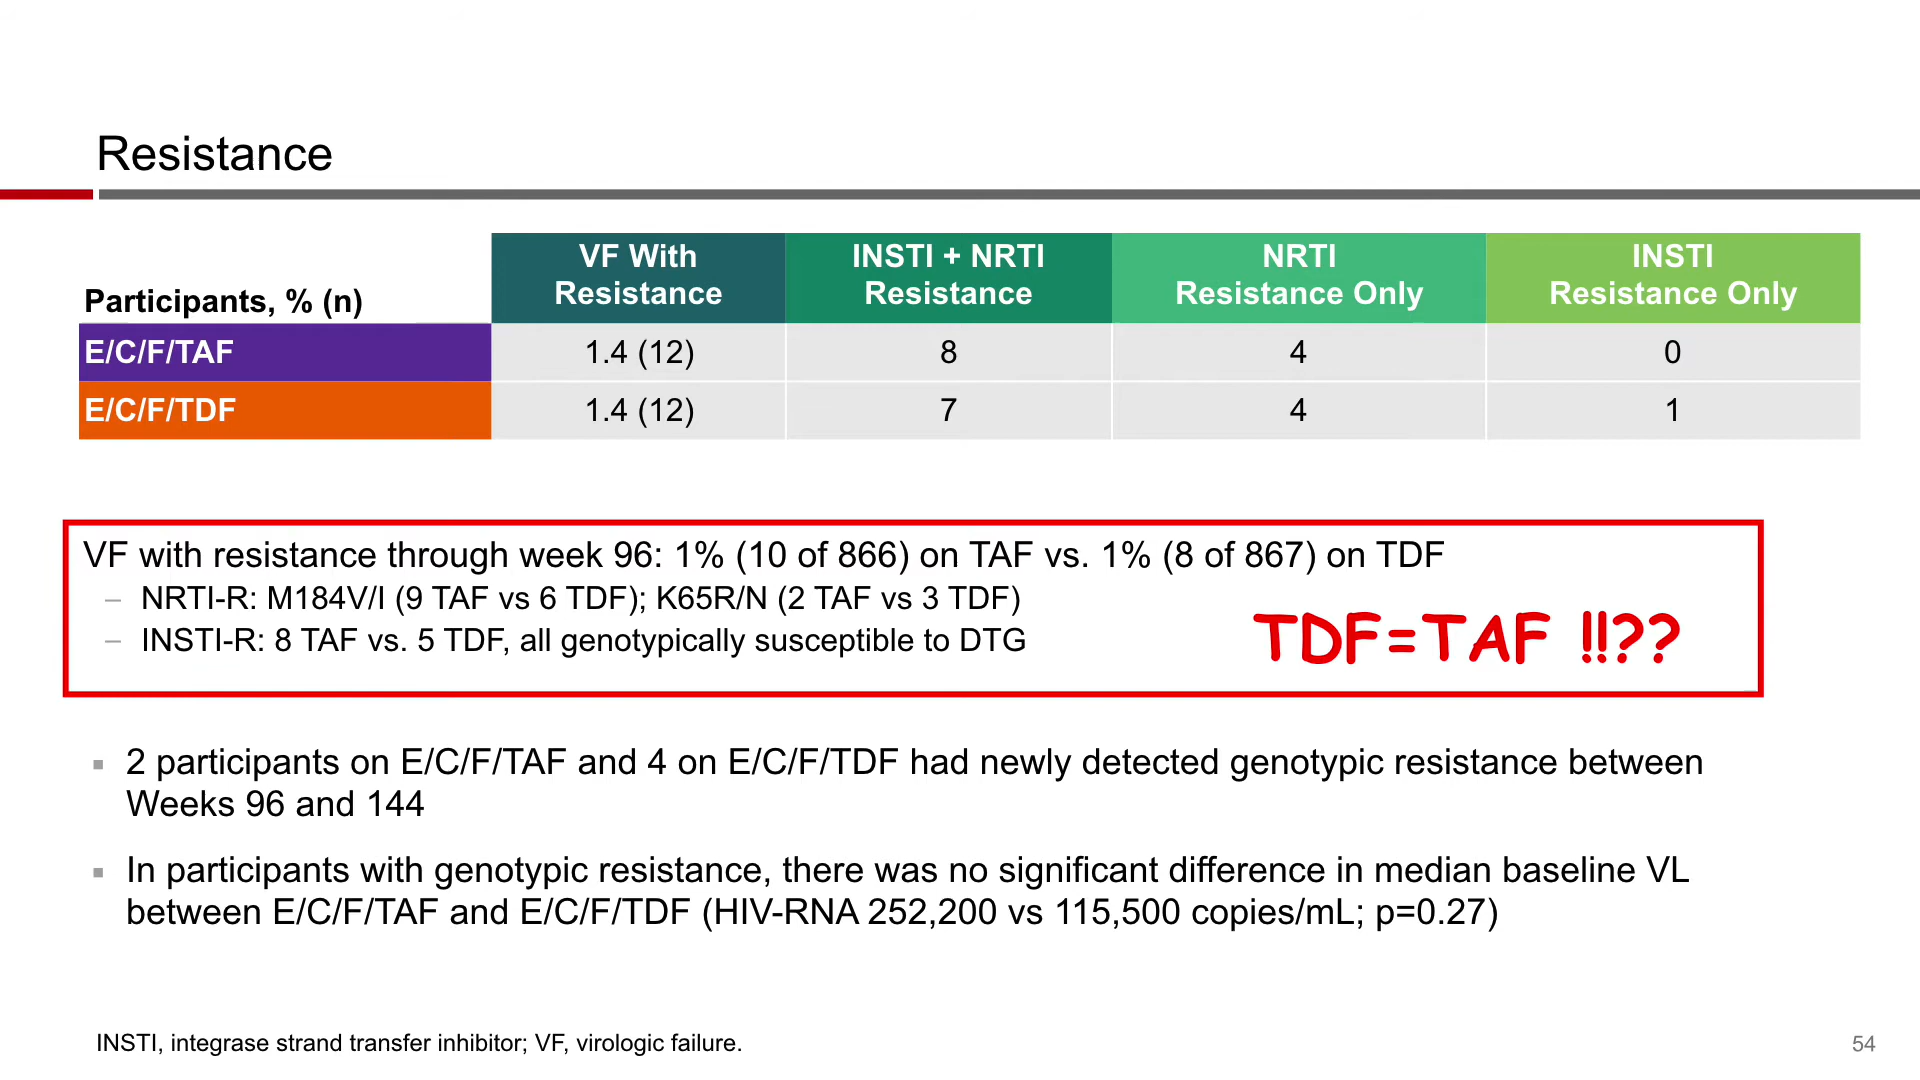 Resistance
Participants, % (n)
VF With Resistance
INSTI + NRTI Resistance
NRTI Resistance Only
INSTI Resistance Only
E/C/F/TAF 1.4 (12) 8 4 0
E/C/F/TDF 1.4 (12) 7 4 1
VF with resistance through week 96: 1% (10 of 866) on TAF vs. 1% (8 of 867) on TDF
– NRTI-R: M184V/I (9 TAF vs 6 TDF); K65R/N (2 TAF vs 3 TDF)
– INSTI-R: 8 TAF vs. 5 TDF, all genotypically susceptible to DTG
TDF=TAF !!??
▪ 2 participants on E/C/F/TAF and 4 on E/C/F/TDF had newly detected genotypic resistance between
Weeks 96 and 144
▪ In participants with genotypic resistance, there was no significant difference in median baseline VL
between E/C/F/TAF and E/C/F/TDF (HIV-RNA 252,200 vs 115,500 copies/mL; p=0.27)
INSTI, integrase strand transfer inhibitor; VF, virologic failure.
54